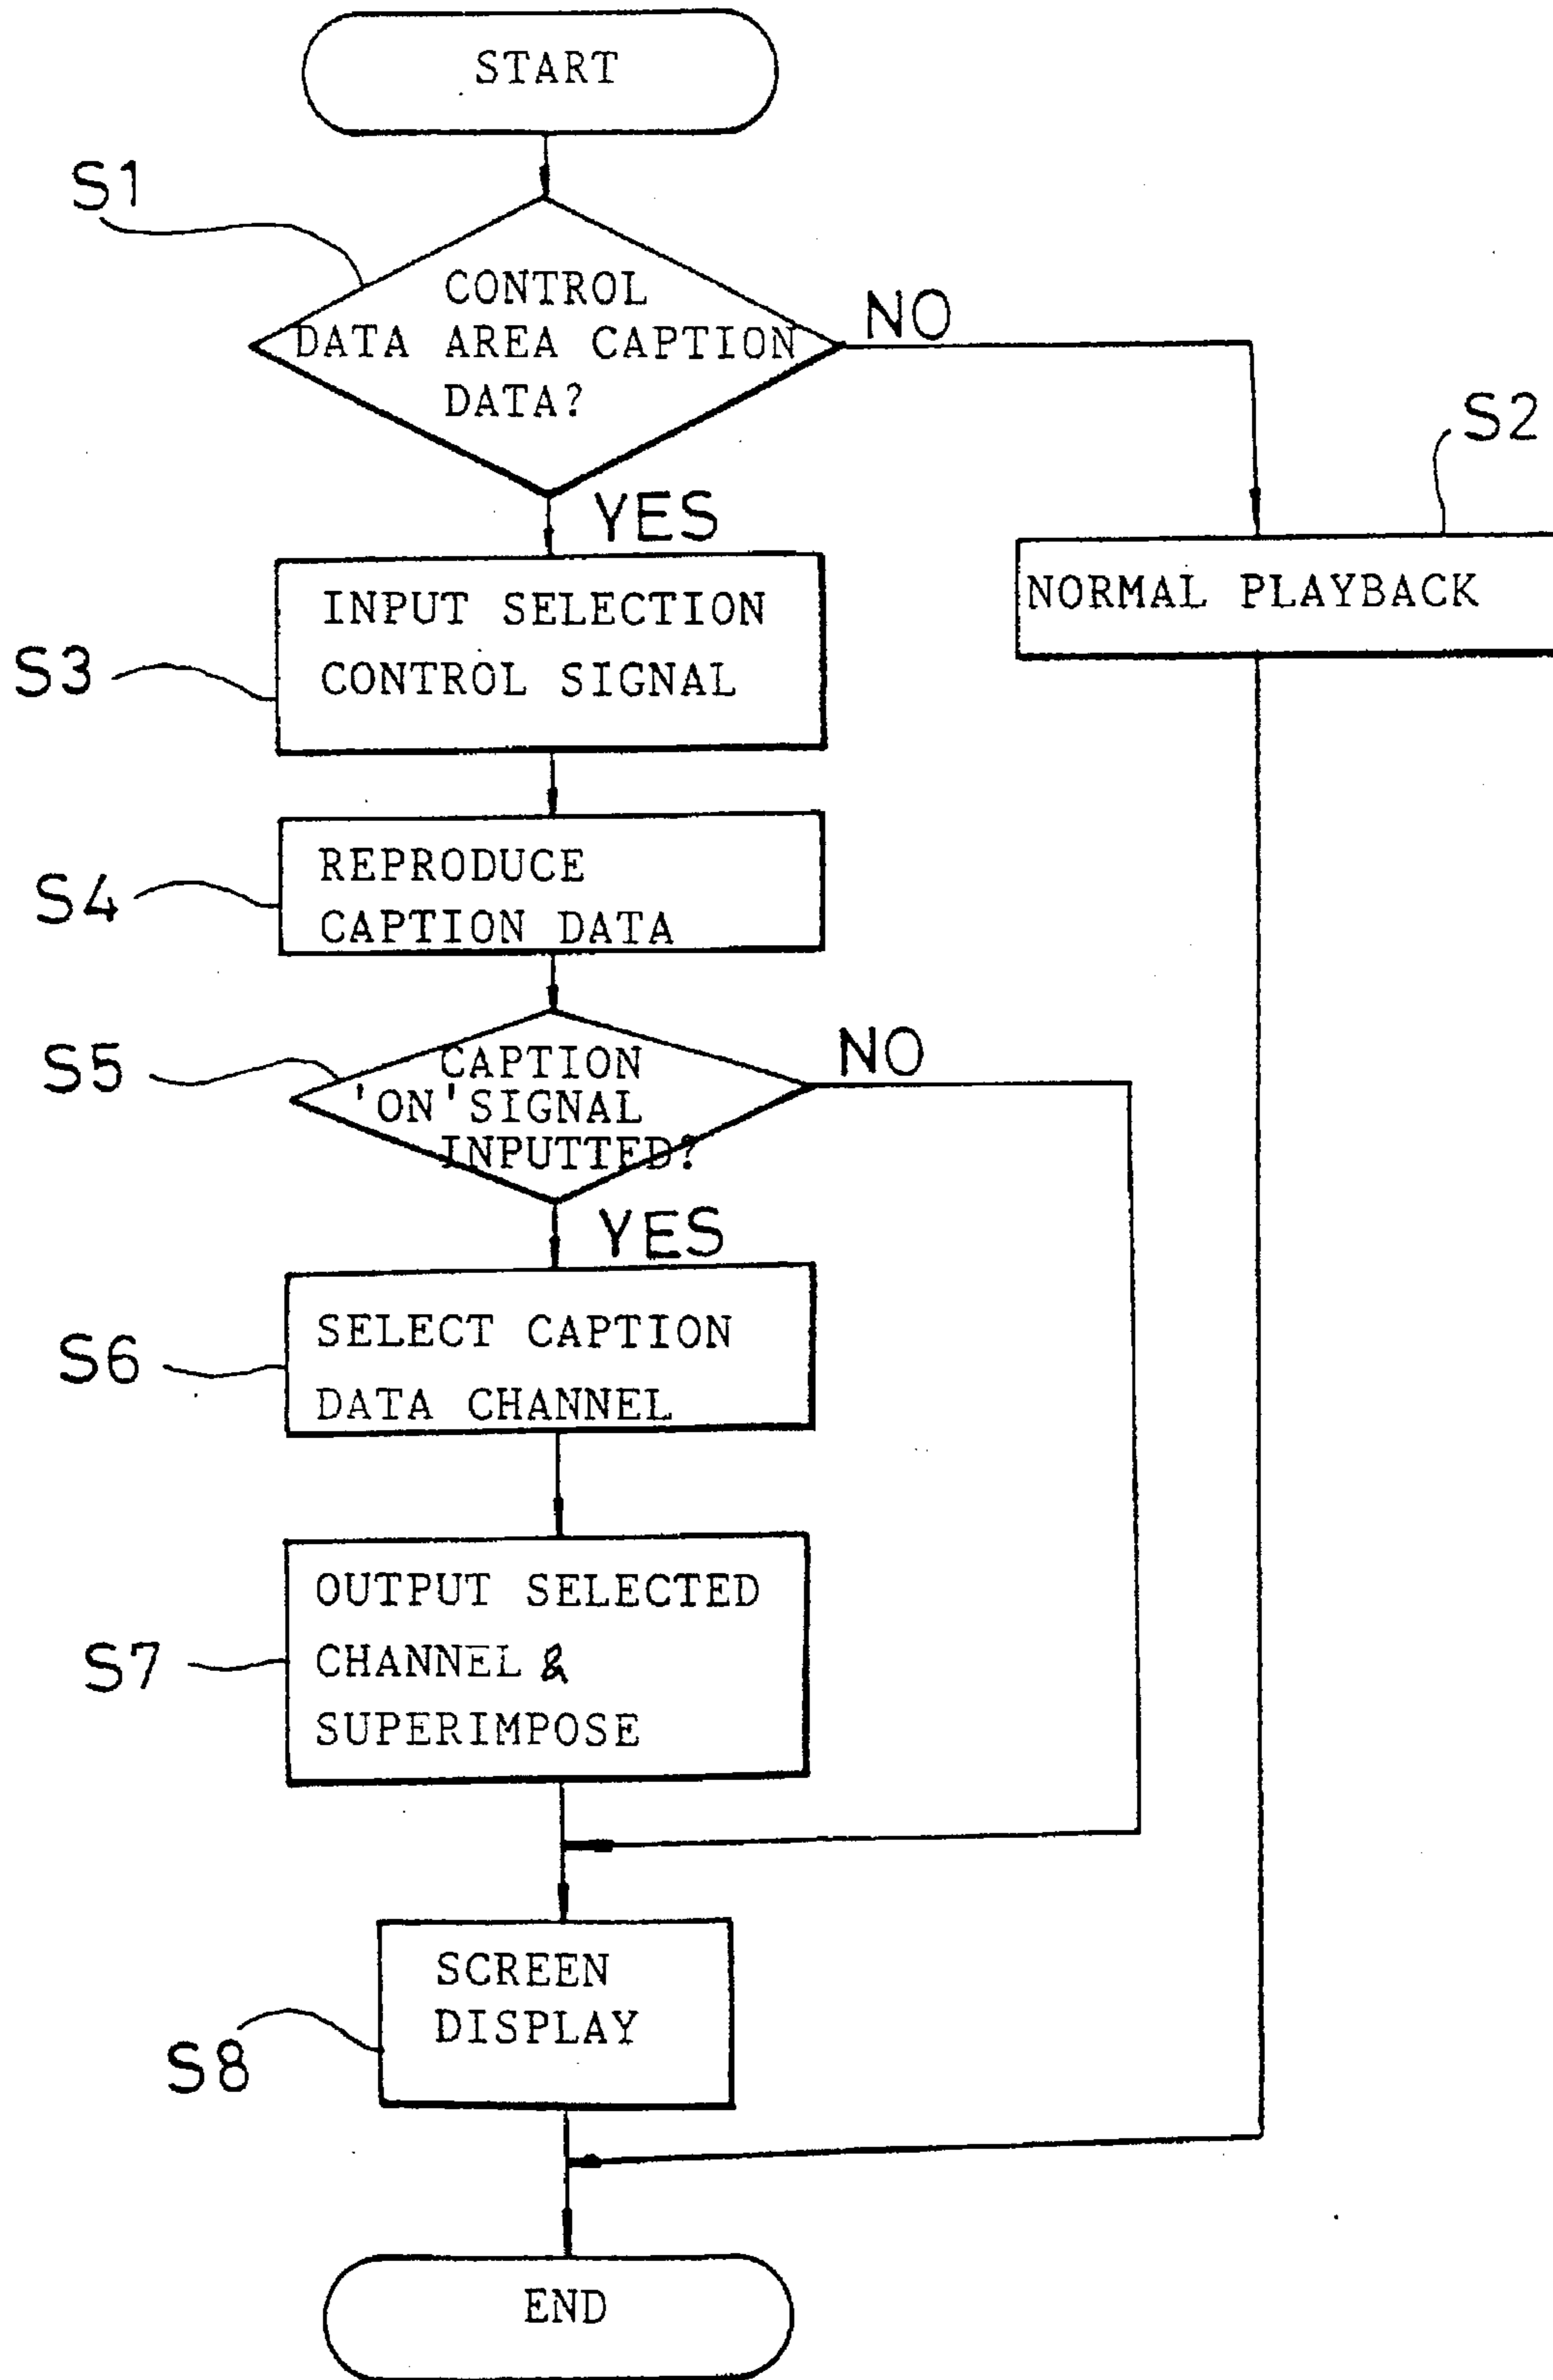 START
S1
CONTROL
DATA AREA CAPTION
DATA?
NO
YES
S2
NORMAL PLAYBACK
S3
INPUT SELECTION
CONTROL SIGNAL
S4
REPRODUCE
CAPTION DATA
S5
CAPTION
'ON'SIGNAL
INPUTTED?
NO
YES
S6
SELECT CAPTION
DATA CHANNEL
S7
OUTPUT SELECTED
CHANNEL &
SUPERIMPOSE
SCREEN
DISPLAY
S8
END